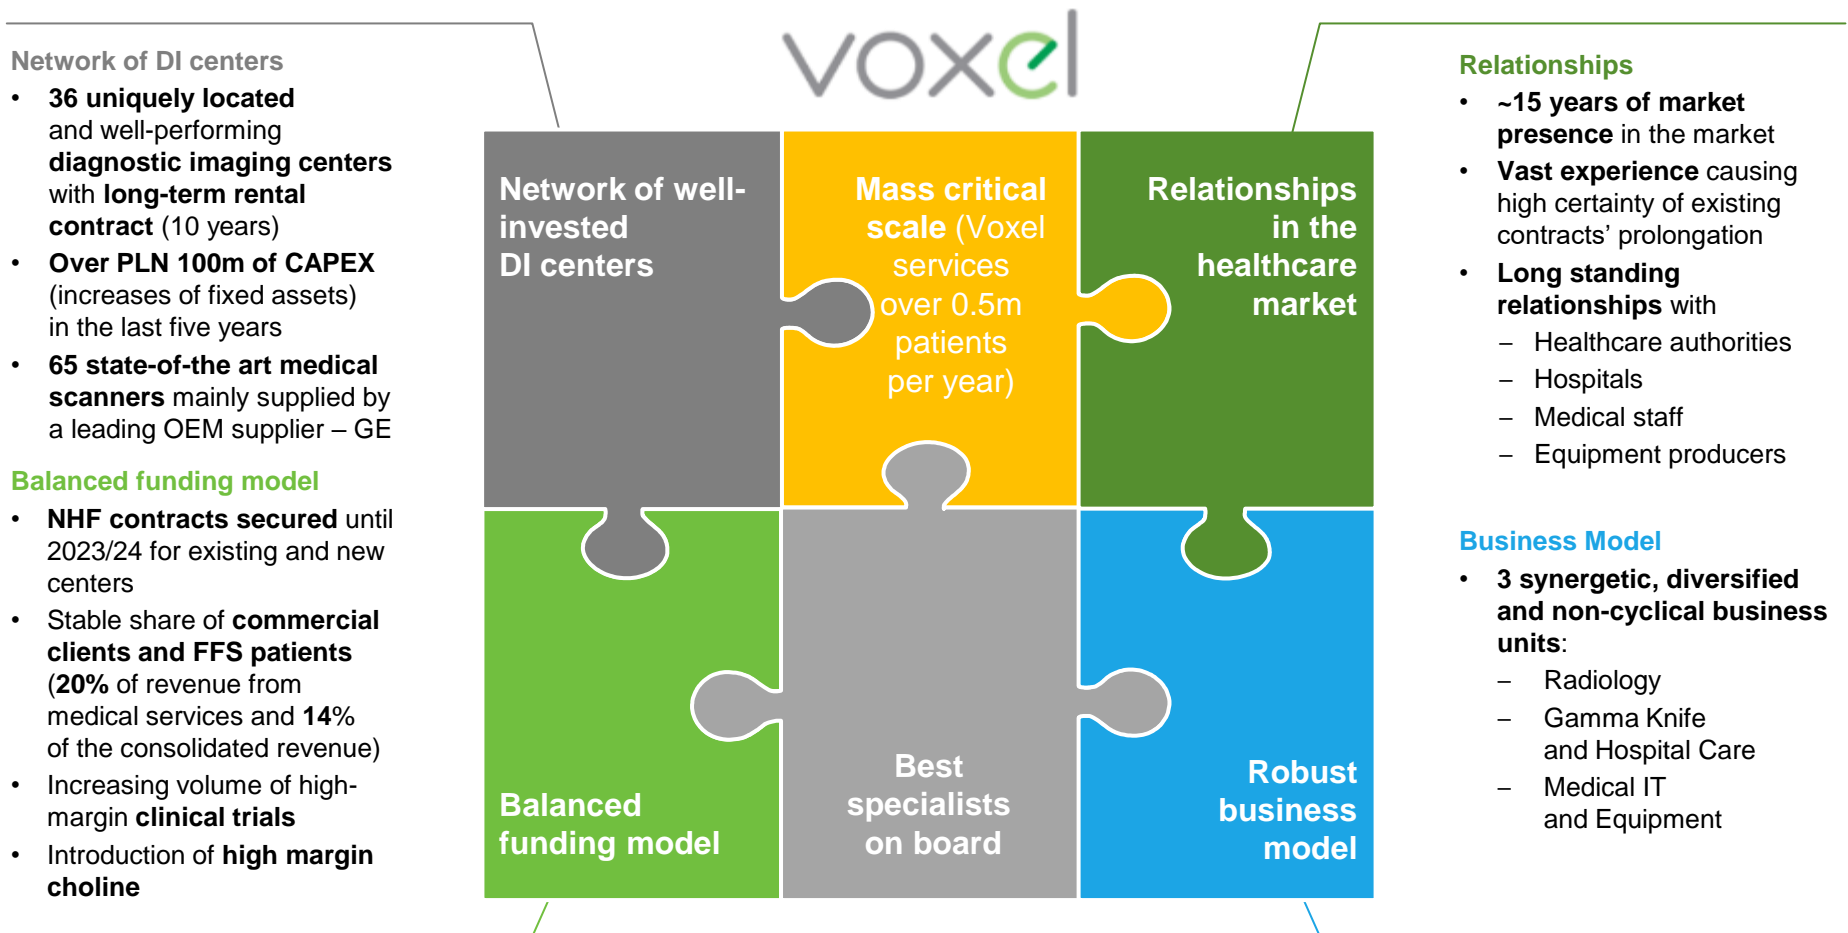 voxel
Network of DI centers
• 36 uniquely located
and well-performing
diagnostic imaging centers
with long-term rental
contract (10 years)
• Over PLN 100m of CAPEX
(increases of fixed assets)
in the last five years
• 65 state-of-the art medical
scanners mainly supplied by
a leading OEM supplier – GE
Balanced funding model
• NHF contracts secured until
2023/24 for existing and new
centers
• Stable share of commercial
clients and FFS patients
(20% of revenue from
medical services and 14%
of the consolidated revenue)
• Increasing volume of high-
margin clinical trials
• Introduction of high margin
choline
Network of well-
invested
DI centers
Mass critical
scale (Voxel
services
over 0.5m
patients
per year)
Relationships
in the
healthcare
market
Balanced
funding model
Best
specialists
on board
Robust
business
model
Relationships
• ~15 years of market
presence in the market
• Vast experience causing
high certainty of existing
contracts’ prolongation
• Long standing
relationships with
– Healthcare authorities
– Hospitals
– Medical staff
– Equipment producers
Business Model
• 3 synergetic, diversified
and non-cyclical business
units:
– Radiology
– Gamma Knife
and Hospital Care
– Medical IT
and Equipment